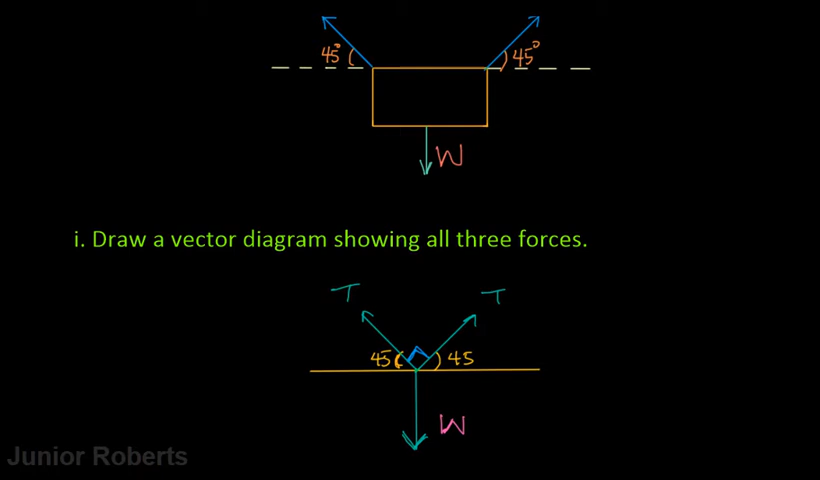 45° 45°
W
i. Draw a vector diagram showing all three forces.
T T
45 45
W
Junior Roberts